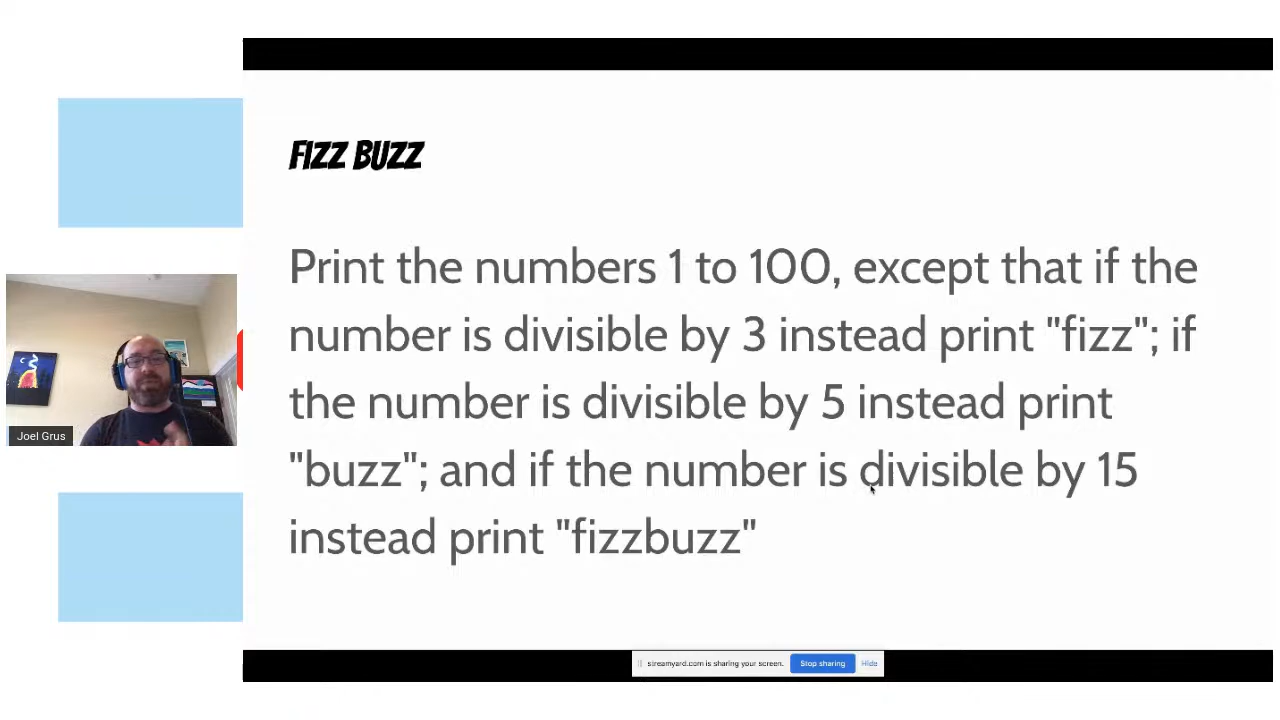 FIZZ BUZZ
Print the numbers 1 to 100, except that if the
number is divisible by 3 instead print "fizz"; if
the number is divisible by 5 instead print
"buzz"; and if the number is divisible by 15
instead print "fizzbuzz"
Joel Grus
streamyard.com is sharing your screen. Stop sharing Hide